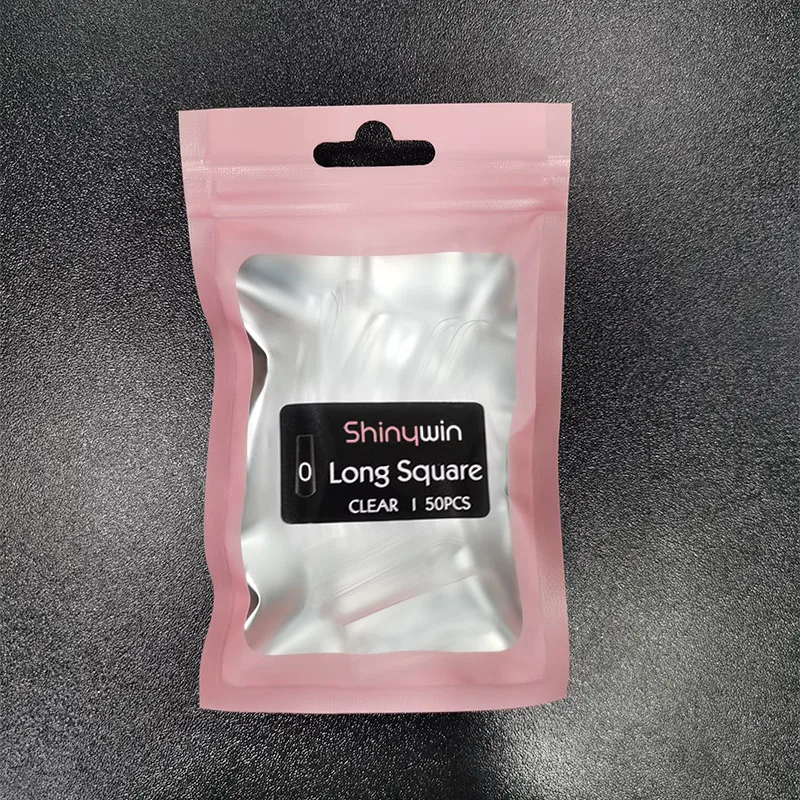 Shinywin
0 Long Square
CLEAR | 50PCS